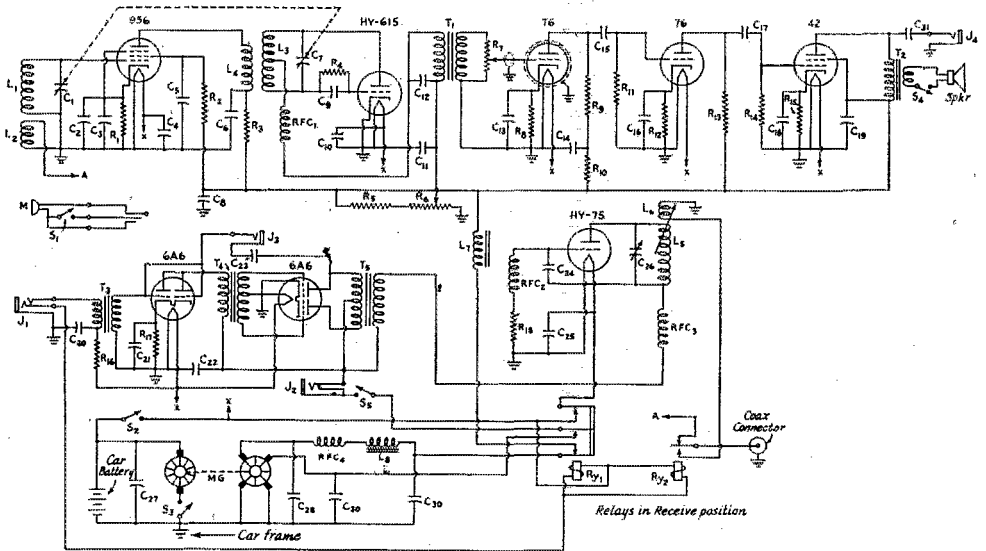 956 HY-615 T1 76 76 42
L1 C1 C2 C3 R1 C4 C5 R2 L4 C6 R3 L3 C7 R4 C9 RFC1 C10 C11 C12 R7 C13 R8 C14 C15 R9 R10 R11 C16 R12 R13 C17 R14 R15 C18 C19 C31 J4 T2 S4 Spkr
L2 A X X X X X
M S1 C8 R5 R6
HY-75 L6 L5 L7 C24 C26 RFC2 R18 C25 RFC3
6A6 J3 C23 6A6 T3 T4 T5
J1 C20 R16 C21 R17 C22 X
J2 S5
S2 X A Coax
Connector
Car
Battery C27 MG S3 RFC4 L8 C28 C30 C30 Ry1 Ry2
Relays in Receive position
Car frame